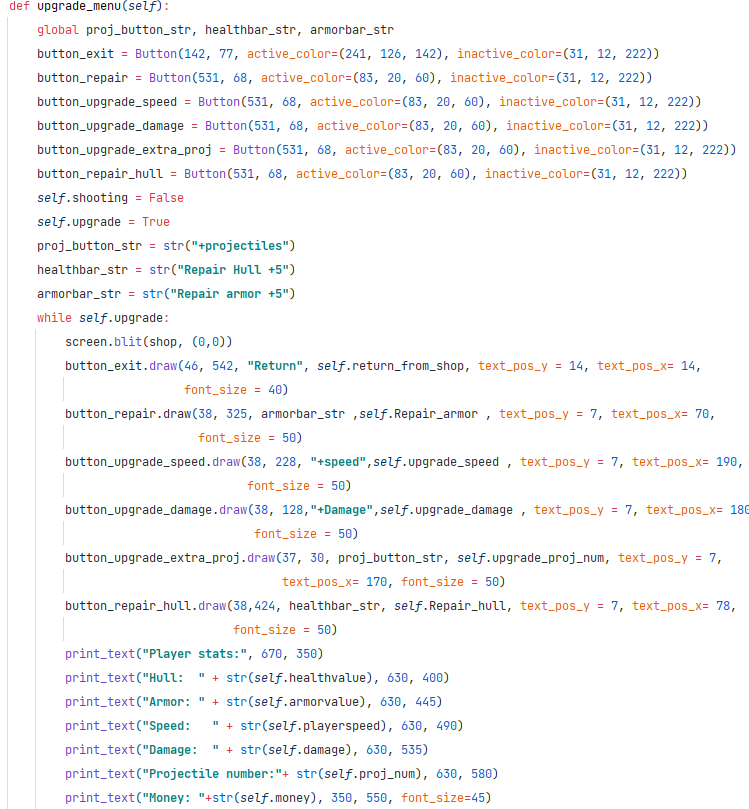 def upgrade_menu(self):
    global proj_button_str, healthbar_str, armorbar_str
    button_exit = Button(142, 77, active_color=(241, 126, 142), inactive_color=(31, 12, 222))
    button_repair = Button(531, 68, active_color=(83, 20, 60), inactive_color=(31, 12, 222))
    button_upgrade_speed = Button(531, 68, active_color=(83, 20, 60), inactive_color=(31, 12, 222))
    button_upgrade_damage = Button(531, 68, active_color=(83, 20, 60), inactive_color=(31, 12, 222))
    button_upgrade_extra_proj = Button(531, 68, active_color=(83, 20, 60), inactive_color=(31, 12, 222))
    button_repair_hull = Button(531, 68, active_color=(83, 20, 60), inactive_color=(31, 12, 222))
    self.shooting = False
    self.upgrade = True
    proj_button_str = str("+projectiles")
    healthbar_str = str("Repair Hull +5")
    armorbar_str = str("Repair armor +5")
    while self.upgrade:
        screen.blit(shop, (0,0))
        button_exit.draw(46, 542, "Return", self.return_from_shop, text_pos_y = 14, text_pos_x= 14,
                         font_size = 40)
        button_repair.draw(38, 325, armorbar_str ,self.Repair_armor , text_pos_y = 7, text_pos_x= 70,
                           font_size = 50)
        button_upgrade_speed.draw(38, 228, "+speed",self.upgrade_speed , text_pos_y = 7, text_pos_x= 190,
                                  font_size = 50)
        button_upgrade_damage.draw(38, 128,"+Damage",self.upgrade_damage , text_pos_y = 7, text_pos_x= 180
                                   font_size = 50)
        button_upgrade_extra_proj.draw(37, 30, proj_button_str, self.upgrade_proj_num, text_pos_y = 7,
                                       text_pos_x= 170, font_size = 50)
        button_repair_hull.draw(38,424, healthbar_str, self.Repair_hull, text_pos_y = 7, text_pos_x= 78,
                                font_size = 50)
        print_text("Player stats:", 670, 350)
        print_text("Hull:  " + str(self.healthvalue), 630, 400)
        print_text("Armor: " + str(self.armorvalue), 630, 445)
        print_text("Speed:   " + str(self.playerspeed), 630, 490)
        print_text("Damage:  " + str(self.damage), 630, 535)
        print_text("Projectile number:"+ str(self.proj_num), 630, 580)
        print_text("Money: "+str(self.money), 350, 550, font_size=45)